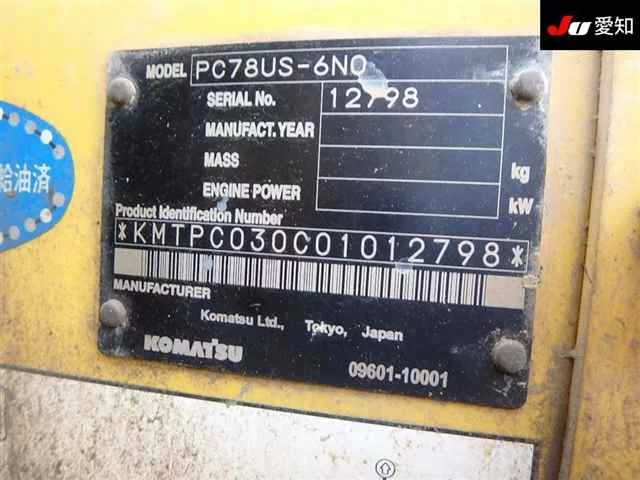 Ju 愛知
MODEL PC78US-6N0
SERIAL No. 12798
MANUFACT. YEAR
MASS kg
ENGINE POWER kW
Product Identification Number
*KMTPC030C01012798*
MANUFACTURER
Komatsu Ltd., Tokyo, Japan
KOMATSU
09601-10001
給油済